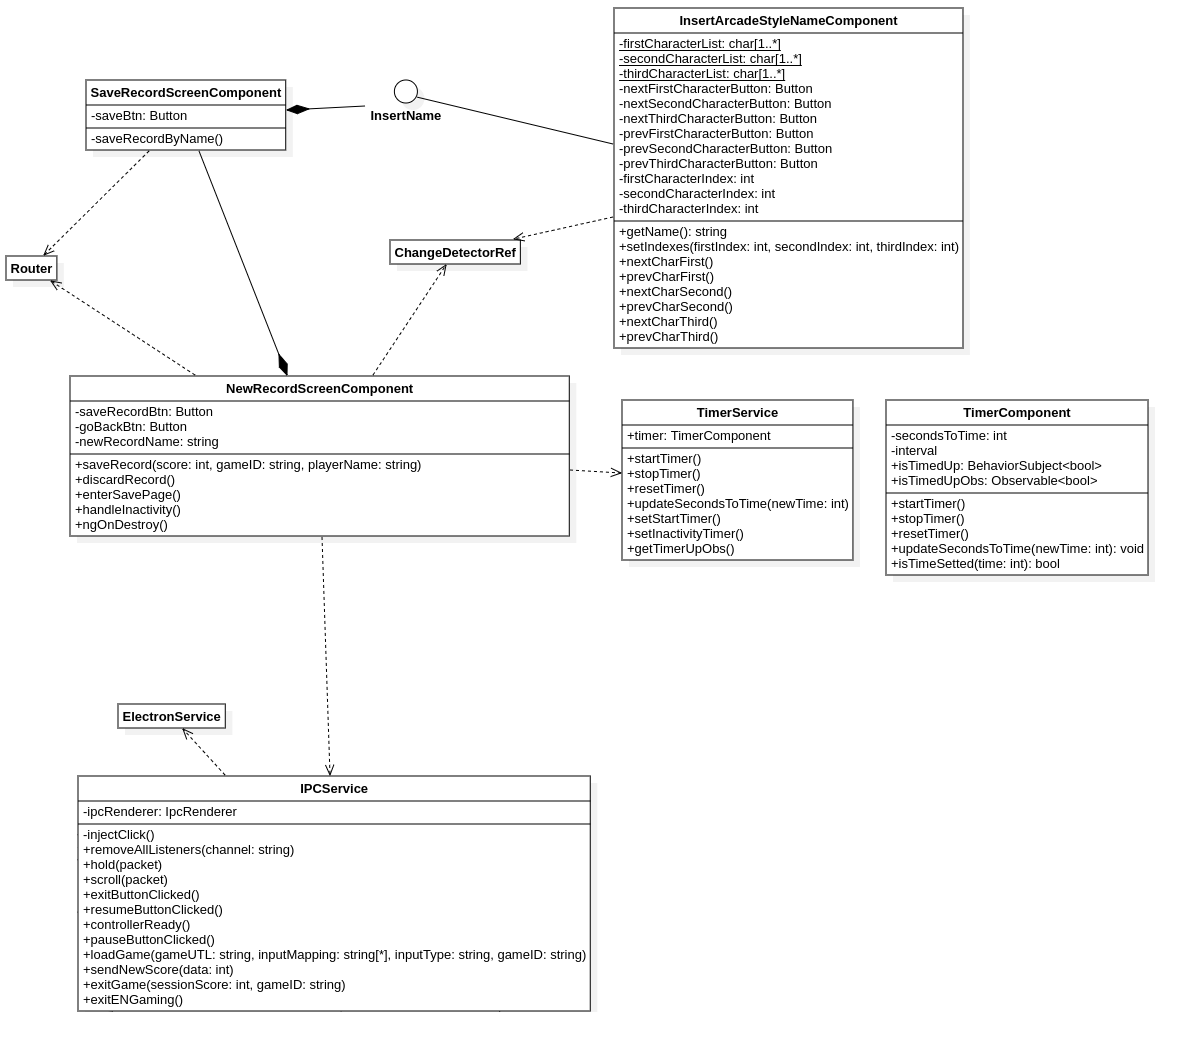 InsertArcadeStyleNameComponent
-firstCharacterList: char[1..*]
-secondCharacterList: char[1..*]
-thirdCharacterList: char[1..*]
-nextFirstCharacterButton: Button
-nextSecondCharacterButton: Button
-nextThirdCharacterButton: Button
-prevFirstCharacterButton: Button
-prevSecondCharacterButton: Button
-prevThirdCharacterButton: Button
-firstCharacterIndex: int
-secondCharacterIndex: int
-thirdCharacterIndex: int
+getName(): string
+setIndexes(firstIndex: int, secondIndex: int, thirdIndex: int)
+nextCharFirst()
+prevCharFirst()
+nextCharSecond()
+prevCharSecond()
+nextCharThird()
+prevCharThird()
SaveRecordScreenComponent
-saveBtn: Button
-saveRecordByName()
InsertName
Router
ChangeDetectorRef
NewRecordScreenComponent
-saveRecordBtn: Button
-goBackBtn: Button
-newRecordName: string
+saveRecord(score: int, gameID: string, playerName: string)
+discardRecord()
+enterSavePage()
+handleInactivity()
+ngOnDestroy()
TimerService
+timer: TimerComponent
+startTimer()
+stopTimer()
+resetTimer()
+updateSecondsToTime(newTime: int)
+setStartTimer()
+setInactivityTimer()
+getTimerUpObs()
TimerComponent
-secondsToTime: int
-interval
+isTimedUp: BehaviorSubject<bool>
+isTimedUpObs: Observable<bool>
+startTimer()
+stopTimer()
+resetTimer()
+updateSecondsToTime(newTime: int): void
+isTimeSetted(time: int): bool
ElectronService
IPCService
-ipcRenderer: IpcRenderer
-injectClick()
+removeAllListeners(channel: string)
+hold(packet)
+scroll(packet)
+exitButtonClicked()
+resumeButtonClicked()
+controllerReady()
+pauseButtonClicked()
+loadGame(gameUTL: string, inputMapping: string[*], inputType: string, gameID: string)
+sendNewScore(data: int)
+exitGame(sessionScore: int, gameID: string)
+exitENGaming()